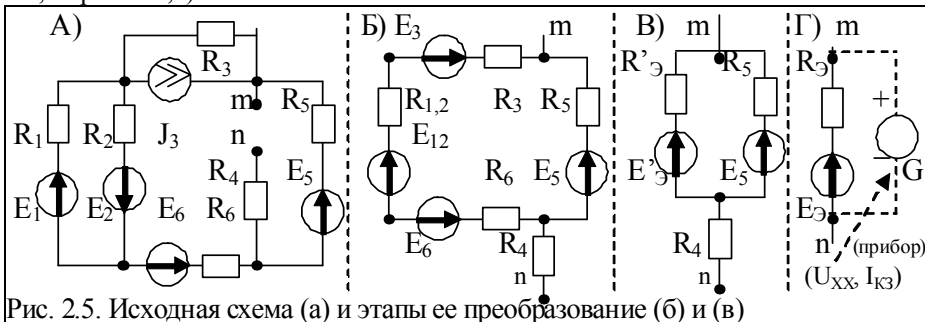 А)
R3
m
n
R1
R2
J3
R5
R4
E1
E2
E6
R6
E5
Б) E3
m
R1,2
R3
R5
E12
R6
E5
E6
R4
n
В)
m
R’Э
R5
E’Э
E5
R4
Г)
m
RЭ
+
G
EЭ
n
(прибор)
(UХХ, IКЗ)
Рис. 2.5. Исходная схема (а) и этапы ее преобразование (б) и (в)